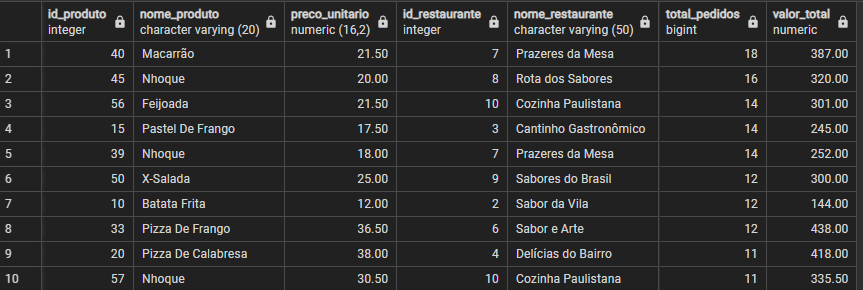 id_produto nome_produto preco_unitario id_restaurante nome_restaurante total_pedidos valor_total
integer character varying (20) numeric (16,2) integer character varying (50) bigint numeric
1 40 Macarrão 21.50 7 Prazeres da Mesa 18 387.00
2 45 Nhoque 20.00 8 Rota dos Sabores 16 320.00
3 56 Feijoada 21.50 10 Cozinha Paulistana 14 301.00
4 15 Pastel De Frango 17.50 3 Cantinho Gastronômico 14 245.00
5 39 Nhoque 18.00 7 Prazeres da Mesa 14 252.00
6 50 X-Salada 25.00 9 Sabores do Brasil 12 300.00
7 10 Batata Frita 12.00 2 Sabor da Vila 12 144.00
8 33 Pizza De Frango 36.50 6 Sabor e Arte 12 438.00
9 20 Pizza De Calabresa 38.00 4 Delícias do Bairro 11 418.00
10 57 Nhoque 30.50 10 Cozinha Paulistana 11 335.50